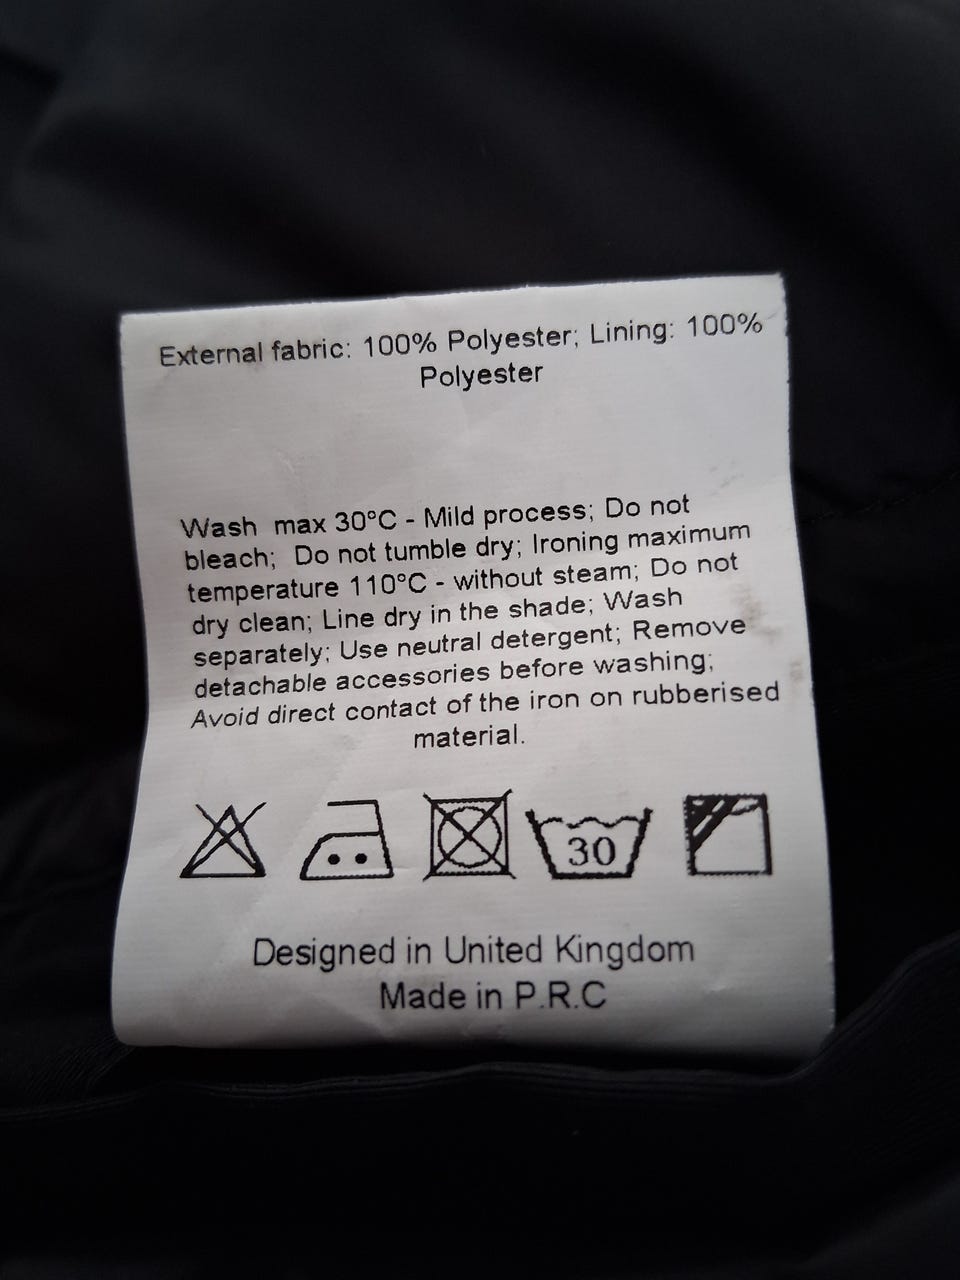 External fabric: 100% Polyester; Lining: 100%
Polyester
Wash max 30°C - Mild process; Do not
bleach; Do not tumble dry; Ironing maximum
temperature 110°C - without steam; Do not
dry clean; Line dry in the shade; Wash
separately; Use neutral detergent; Remove
detachable accessories before washing;
Avoid direct contact of the iron on rubberised
material.
30
Designed in United Kingdom
Made in P.R.C